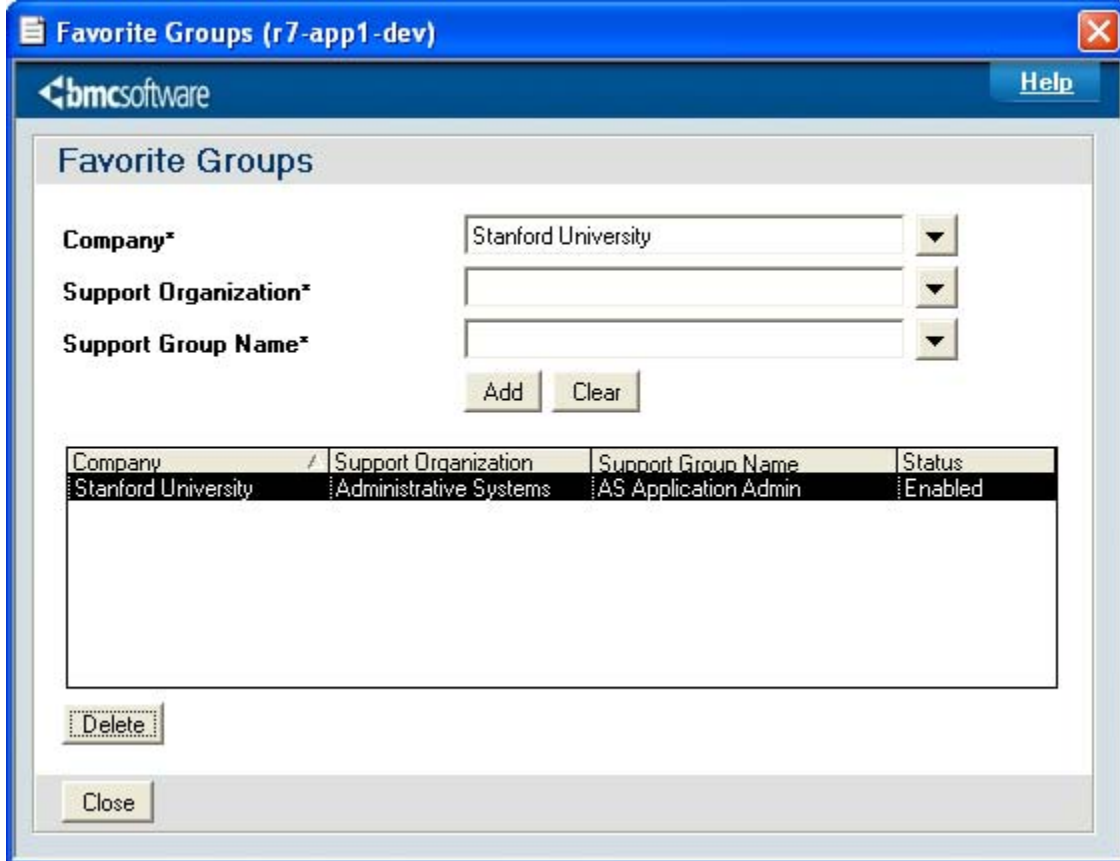 Favorite Groups (r7-app1-dev)
bmcsoftware Help
Favorite Groups
Company* Stanford University
Support Organization*
Support Group Name*
Add Clear
Company Support Organization Support Group Name Status
Stanford University Administrative Systems AS Application Admin Enabled
Delete
Close